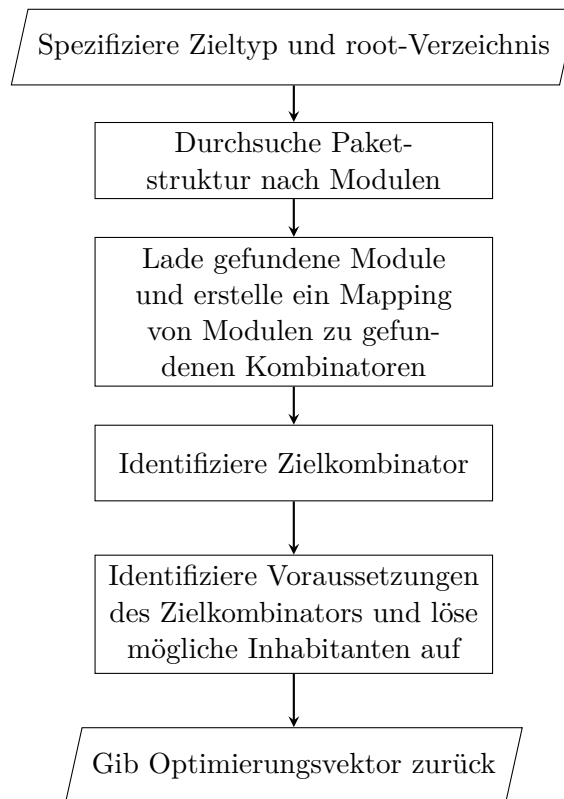 Spezifiziere Zieltyp und root-Verzeichnis
Durchsuche Paket-
struktur nach Modulen
Lade gefundene Module
und erstelle ein Mapping
von Modulen zu gefun-
denen Kombinatoren
Identifiziere Zielkombinator
Identifiziere Voraussetzungen
des Zielkombinators und löse
mögliche Inhabitanten auf
Gib Optimierungsvektor zurück